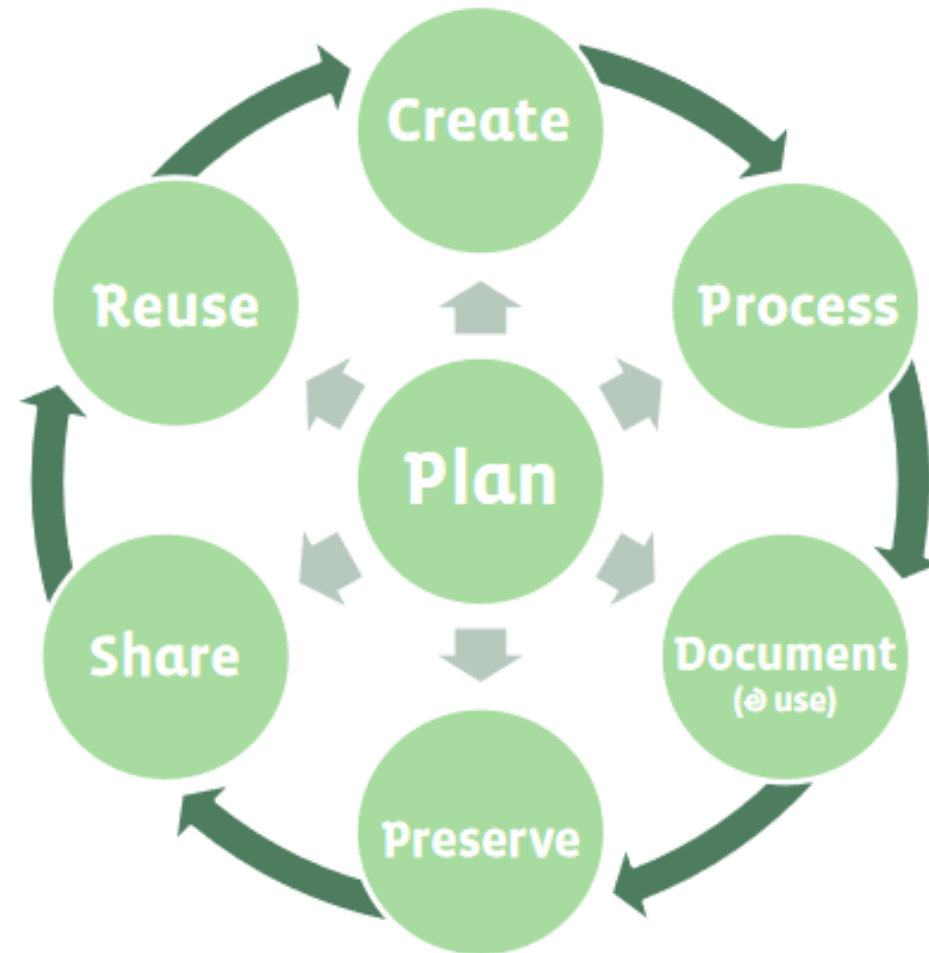 Create
Process
Document
(& use)
Preserve
Share
Reuse
Plan